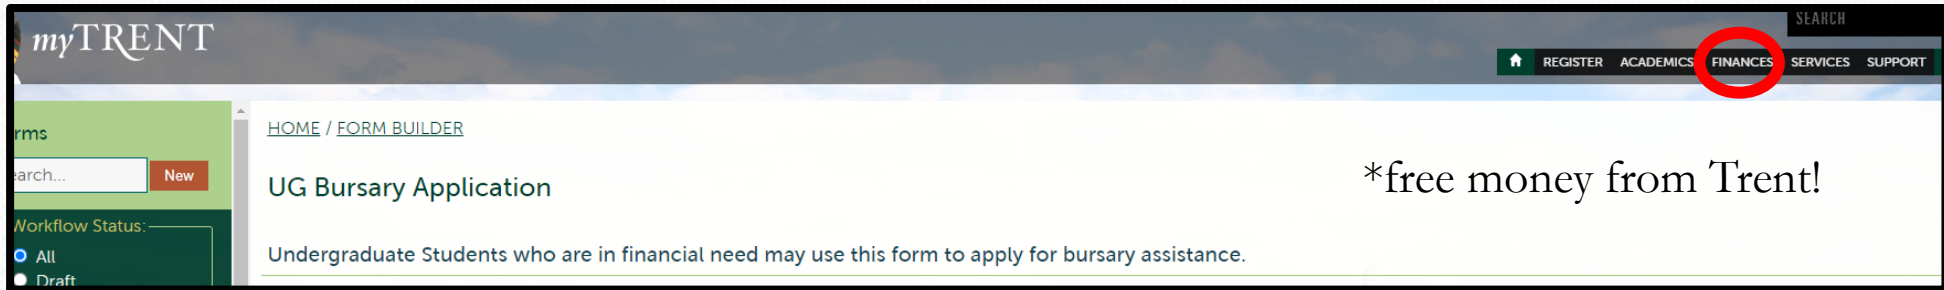 myTRENT
SEARCH
REGISTER ACADEMICS FINANCES SERVICES SUPPORT
rms
earch... New
Workflow Status:
All
Draft
HOME / FORM BUILDER
UG Bursary Application
*free money from Trent!
Undergraduate Students who are in financial need may use this form to apply for bursary assistance.